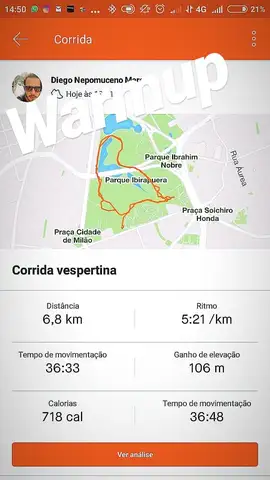 14:50
4G
21%
Corrida
Diego Nepomuceno
Hoje às
Warmup
Parque Ibrahim
Nobre
Rua Áurea
Parque Ibirapuera
Praça Soichiro
Honda
Praça Cidade
de Milão
Corrida vespertina
Distância
Ritmo
6,8 km
5:21 /km
Tempo de movimentação
Ganho de elevação
36:33
106 m
Calorias
Tempo de movimentação
718 cal
36:48
Ver análise